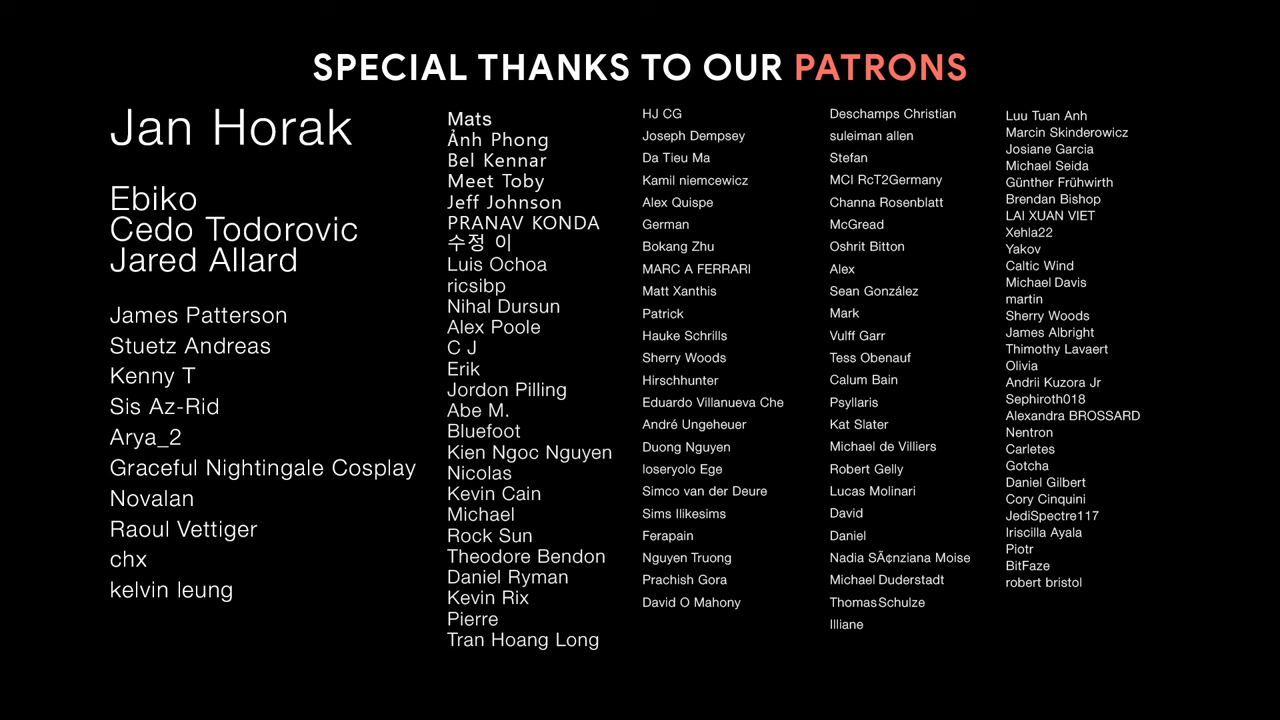 SPECIAL THANKS TO OUR PATRONS
Jan Horak
Ebiko
Cedo Todorovic
Jared Allard
James Patterson
Stuetz Andreas
Kenny T
Sis Az-Rid
Arya_2
Graceful Nightingale Cosplay
Novalan
Raoul Vettiger
chx
kelvin leung
Mats
Ảnh Phong
Bel Kennar
Meet Toby
Jeff Johnson
PRANAV KONDA
수정 이
Luis Ochoa
ricsibp
Nihal Dursun
Alex Poole
C J
Erik
Jordon Pilling
Abe M.
Bluefoot
Kien Ngoc Nguyen
Nicolas
Kevin Cain
Michael
Rock Sun
Theodore Bendon
Daniel Ryman
Kevin Rix
Pierre
Tran Hoang Long
HJ CG
Joseph Dempsey
Da Tieu Ma
Kamil niemcewicz
Alex Quispe
German
Bokang Zhu
MARC A FERRARI
Matt Xanthis
Patrick
Hauke Schrills
Sherry Woods
Hirschhunter
Eduardo Villanueva Che
André Ungeheuer
Duong Nguyen
loseryolo Ege
Simco van der Deure
Sims Ilikesims
Ferapain
Nguyen Truong
Prachish Gora
David O Mahony
Deschamps Christian
suleiman allen
Stefan
MCI RcT2Germany
Channa Rosenblatt
McGread
Oshrit Bitton
Alex
Sean González
Mark
Vulff Garr
Tess Obenauf
Calum Bain
Psyllaris
Kat Slater
Michael de Villiers
Robert Gelly
Lucas Molinari
David
Daniel
Nadia SÃ¢nziana Moise
Michael Duderstadt
Thomas Schulze
Illiane
Luu Tuan Anh
Marcin Skinderowicz
Josiane Garcia
Michael Seida
Günther Frühwirth
Brendan Bishop
LAI XUAN VIET
Xehla22
Yakov
Caltic Wind
Michael Davis
martin
Sherry Woods
James Albright
Thimothy Lavaert
Olivia
Andrii Kuzora Jr
Sephiroth018
Alexandra BROSSARD
Nentron
Carletes
Gotcha
Daniel Gilbert
Cory Cinquini
JediSpectre117
Iriscilla Ayala
Piotr
BitFaze
robert bristol